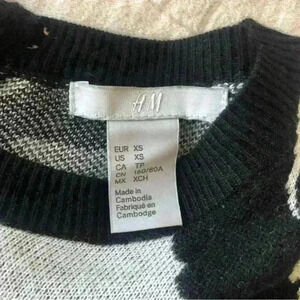 H&M
EUR XS
US XS
CA TP
CN 160/80A
MX XCH
Made in
Cambodia
Fabriqué en
Cambodge